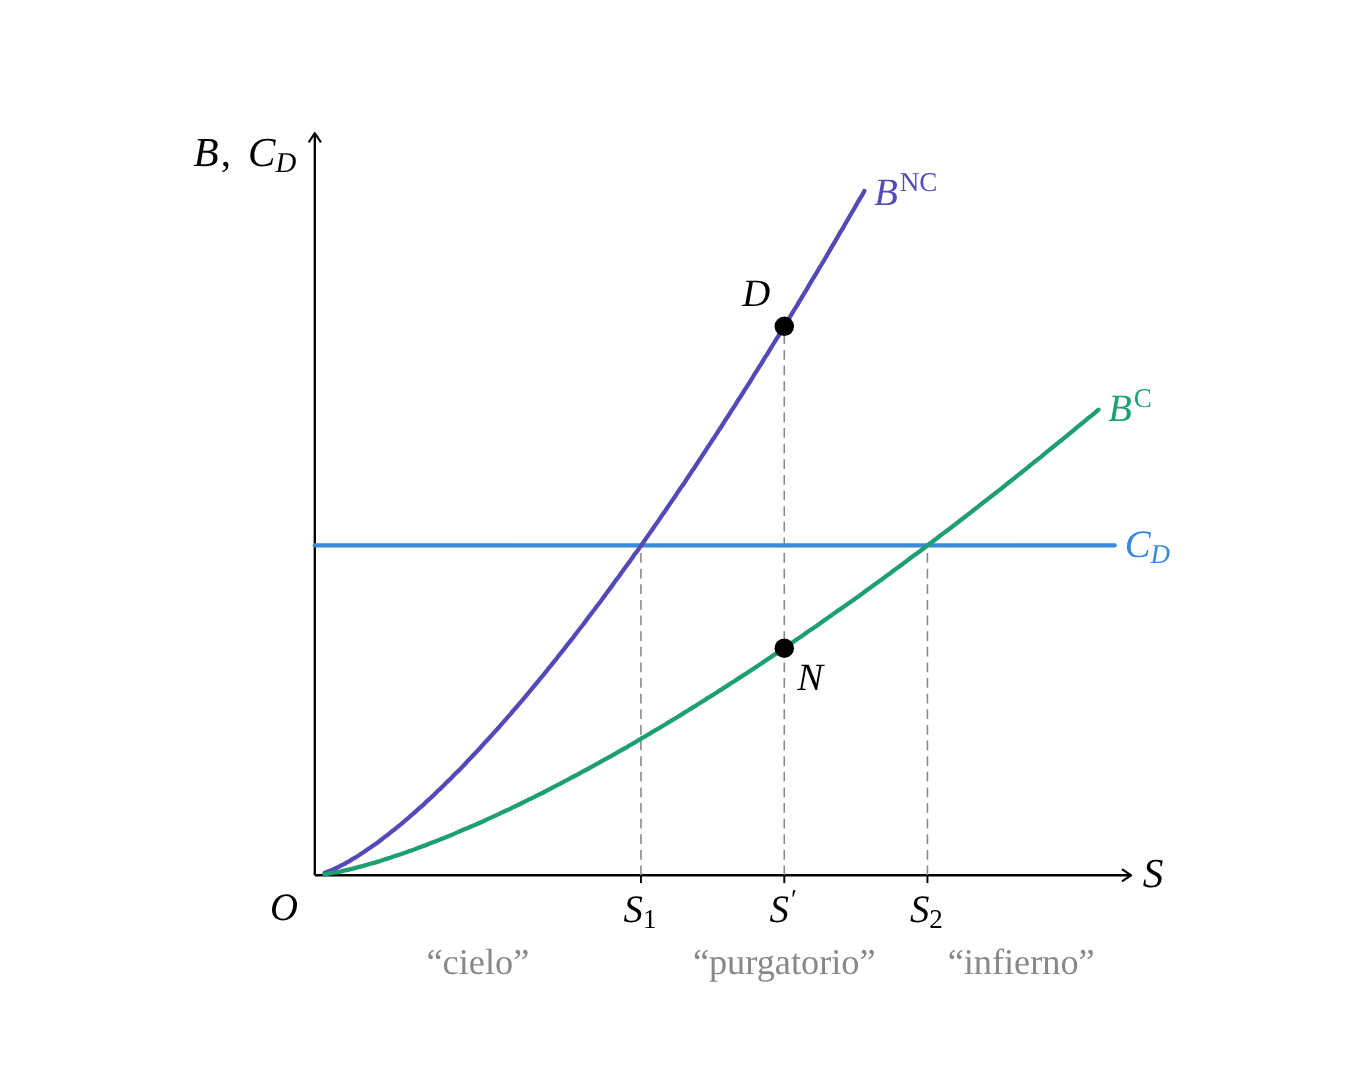 B, C_D
B^NC
D
B^C
C_D
N
S
O
S_1
S′
S_2
“cielo”
“purgatorio”
“infierno”